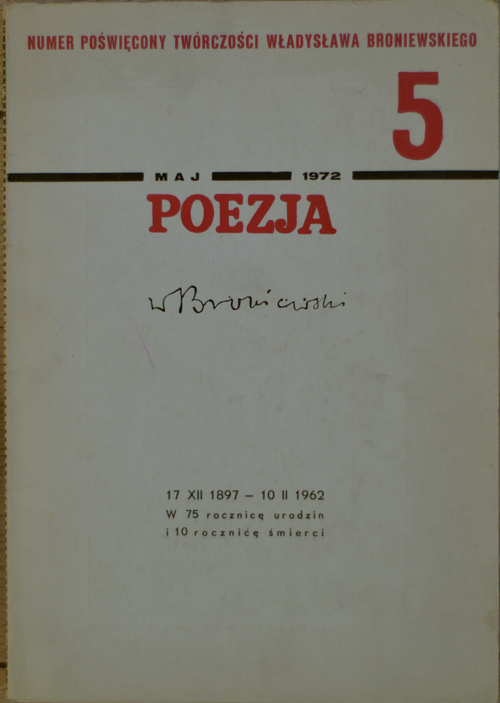 NUMER POŚWIĘCONY TWÓRCZOŚCI WŁADYSŁAWA BRONIEWSKIEGO
5
MAJ 1972
POEZJA
W Broniewski
17 XII 1897 – 10 II 1962
W 75 rocznicę urodzin
i 10 rocznicę śmierci